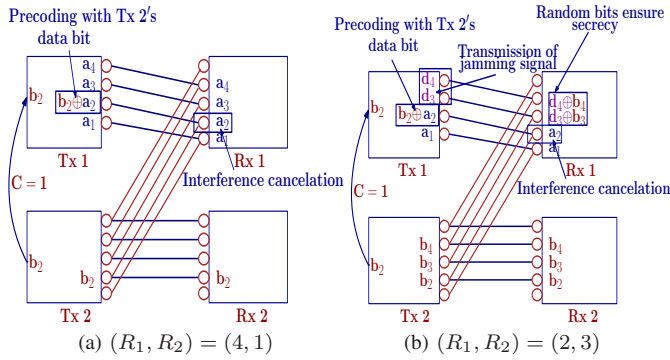 Precoding with Tx 2's
data bit
b₂
a₄
a₃
b₂⊕a₂
a₁
Tx 1
a₄
a₃
a₂
a₁
Rx 1
Interference cancelation
C = 1
b₂
b₂
Tx 2
b₂
Rx 2
(a) (R₁, R₂) = (4, 1)
Precoding with Tx 2's
data bit
Transmission of
jamming signal
Random bits ensure
secrecy
b₂
d₄
d₃
b₂⊕a₂
a₁
Tx 1
d₄⊕b₄
d₃⊕b₃
a₂
a₁
Rx 1
Interference cancelation
C = 1
b₂
b₄
b₃
b₂
Tx 2
b₄
b₃
b₂
Rx 2
(b) (R₁, R₂) = (2, 3)